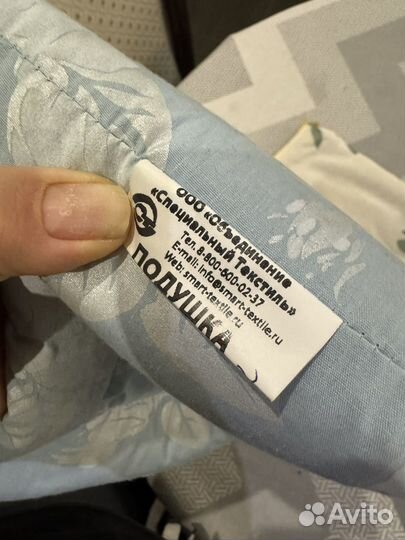 ООО «Объединение
«Специальный Текстиль»
Тел. 8-800-600-02-37
E-mail: info@smart-textile.ru
Web: smart-textile.ru
ПОДУШКА
Avito